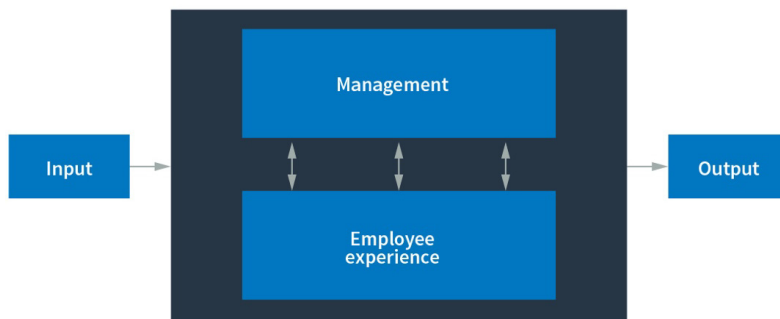 Management
Input
Output
Employee
experience